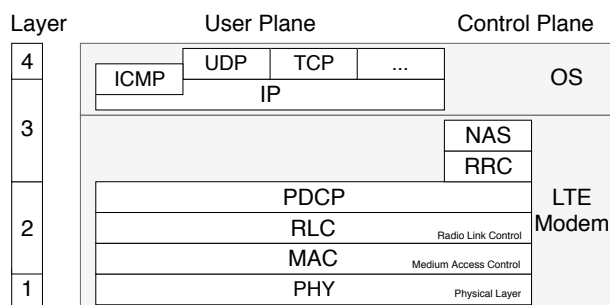 Layer User Plane Control Plane
4 UDP TCP ... OS
ICMP
IP
3 NAS
RRC
PDCP LTE
2 RLC Radio Link Control Modem
MAC Medium Access Control
1 PHY Physical Layer